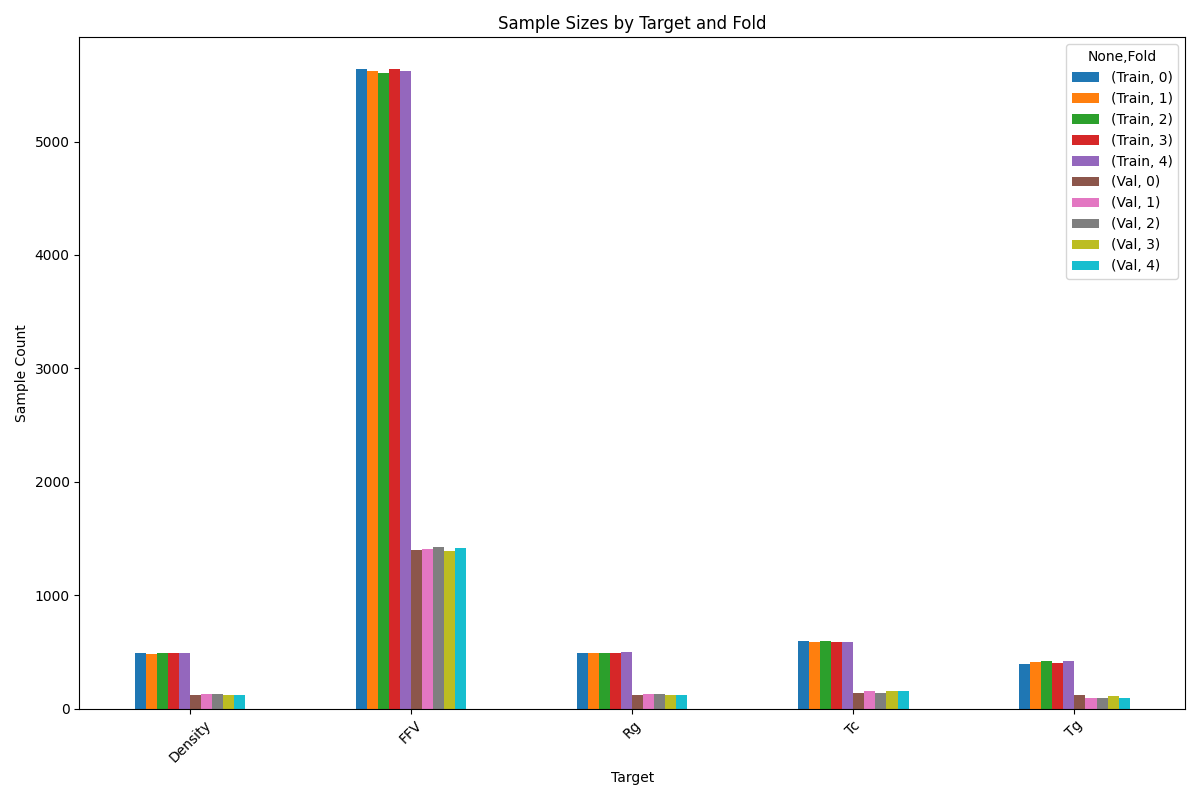 Sample Sizes by Target and Fold
None,Fold
(Train, 0)
(Train, 1)
(Train, 2)
(Train, 3)
(Train, 4)
(Val, 0)
(Val, 1)
(Val, 2)
(Val, 3)
(Val, 4)
Sample Count
5000
4000
3000
2000
1000
0
Density
FFV
Rg
Tc
Tg
Target